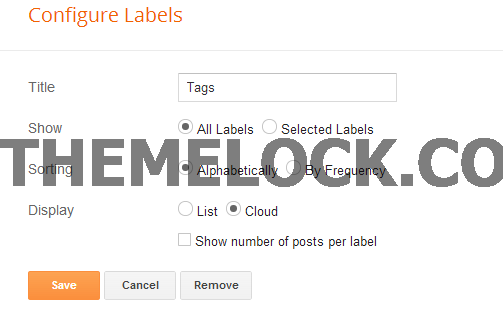 Configure Labels
Title Tags
Show All Labels Selected Labels
THEMELOCK.CO
Sorting Alphabetically By Frequency
Display List Cloud
Show number of posts per label
Save Cancel Remove